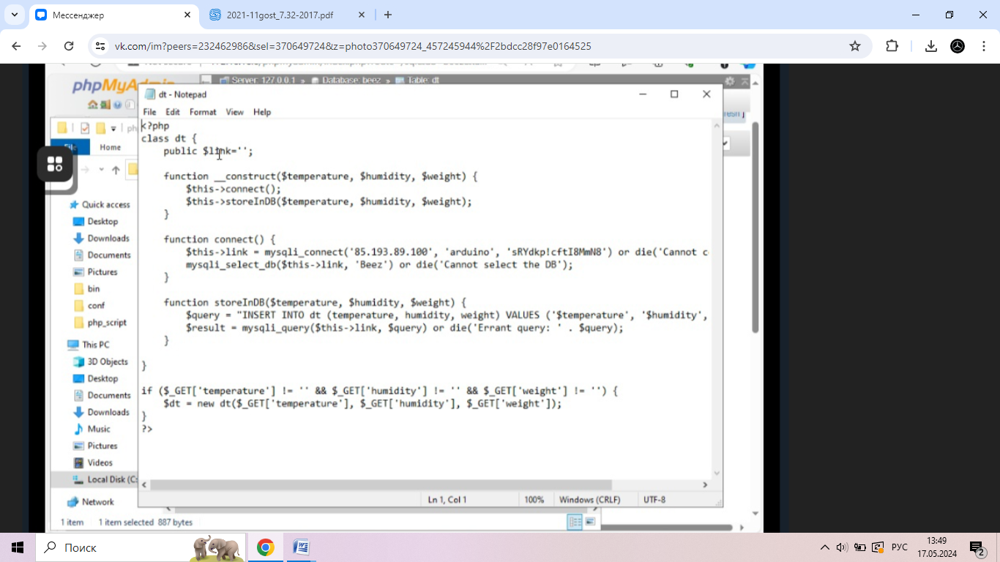 Мессенджер
2021-11gost_7.32-2017.pdf
vk.com/im?peers=232462986&sel=370649724&z=photo370649724_457245944%2F2bdcc28f97e0164525
phpMyAdmin
Server: 127.0.0.1 » Database: beez » Table: dt
dt - Notepad
File Edit Format View Help
<?php
class dt {
    public $link='';
    function __construct($temperature, $humidity, $weight) {
        $this->connect();
        $this->storeInDB($temperature, $humidity, $weight);
    }
    function connect() {
        $this->link = mysqli_connect('85.193.89.100', 'arduino', 'sRYdkp!cftI8MmN8') or die('Cannot c
        mysqli_select_db($this->link, 'Beez') or die('Cannot select the DB');
    }
    function storeInDB($temperature, $humidity, $weight) {
        $query = "INSERT INTO dt (temperature, humidity, weight) VALUES ('$temperature', '$humidity',
        $result = mysqli_query($this->link, $query) or die('Errant query: ' . $query);
    }
}
if ($_GET['temperature'] != '' && $_GET['humidity'] != '' && $_GET['weight'] != '') {
    $dt = new dt($_GET['temperature'], $_GET['humidity'], $_GET['weight']);
}
?>
Ln 1, Col 1 100% Windows (CRLF) UTF-8
File Home
Quick access
Desktop
Downloads
Documents
Pictures
bin
conf
php_script
This PC
3D Objects
Desktop
Documents
Downloads
Music
Pictures
Videos
Local Disk (C:
Network
1 item 1 item selected 887 bytes
Поиск
РУС
13:49
17.05.2024
2